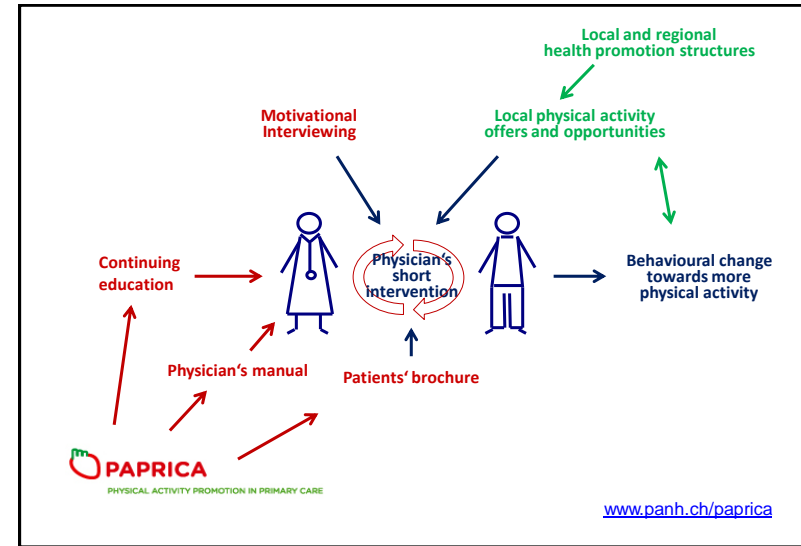 Local and regional
health promotion structures
Motivational
Interviewing
Local physical activity
offers and opportunities
Continuing
education
Physician‘s
short
intervention
Behavioural change
towards more
physical activity
Physician‘s manual
Patients‘ brochure
PAPRICA
PHYSICAL ACTIVITY PROMOTION IN PRIMARY CARE
www.panh.ch/paprica